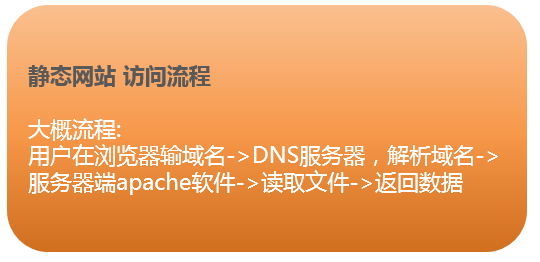 静态网站 访问流程
大概流程:
用户在浏览器输域名->DNS服务器，解析域名->
服务器端apache软件->读取文件->返回数据